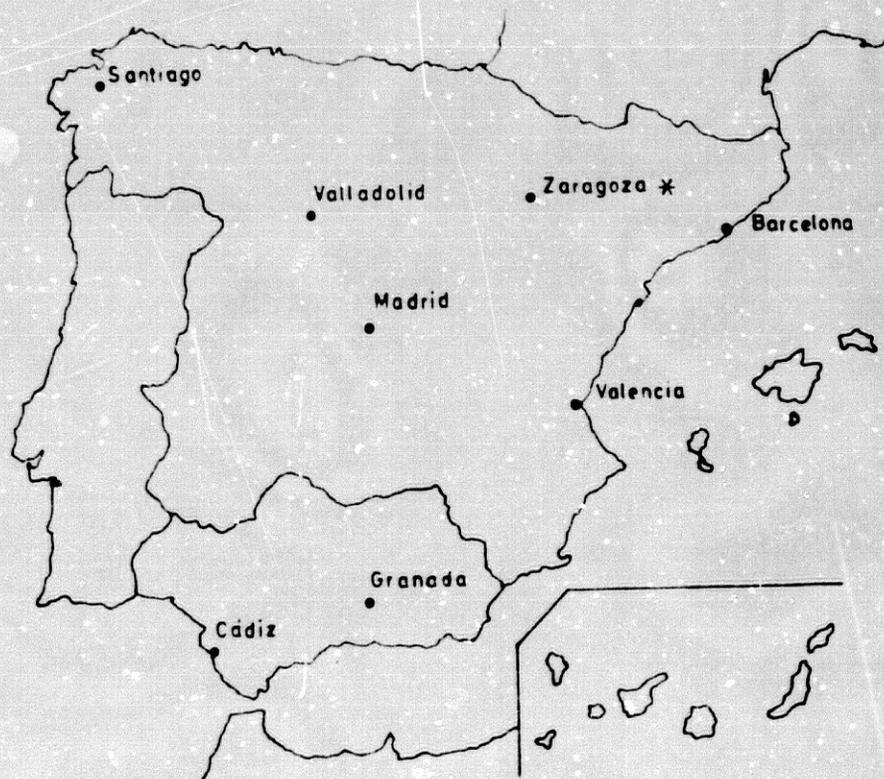 Santiago
Valladolid
Zaragoza *
Barcelona
Madrid
Valencia
Granada
Cádiz